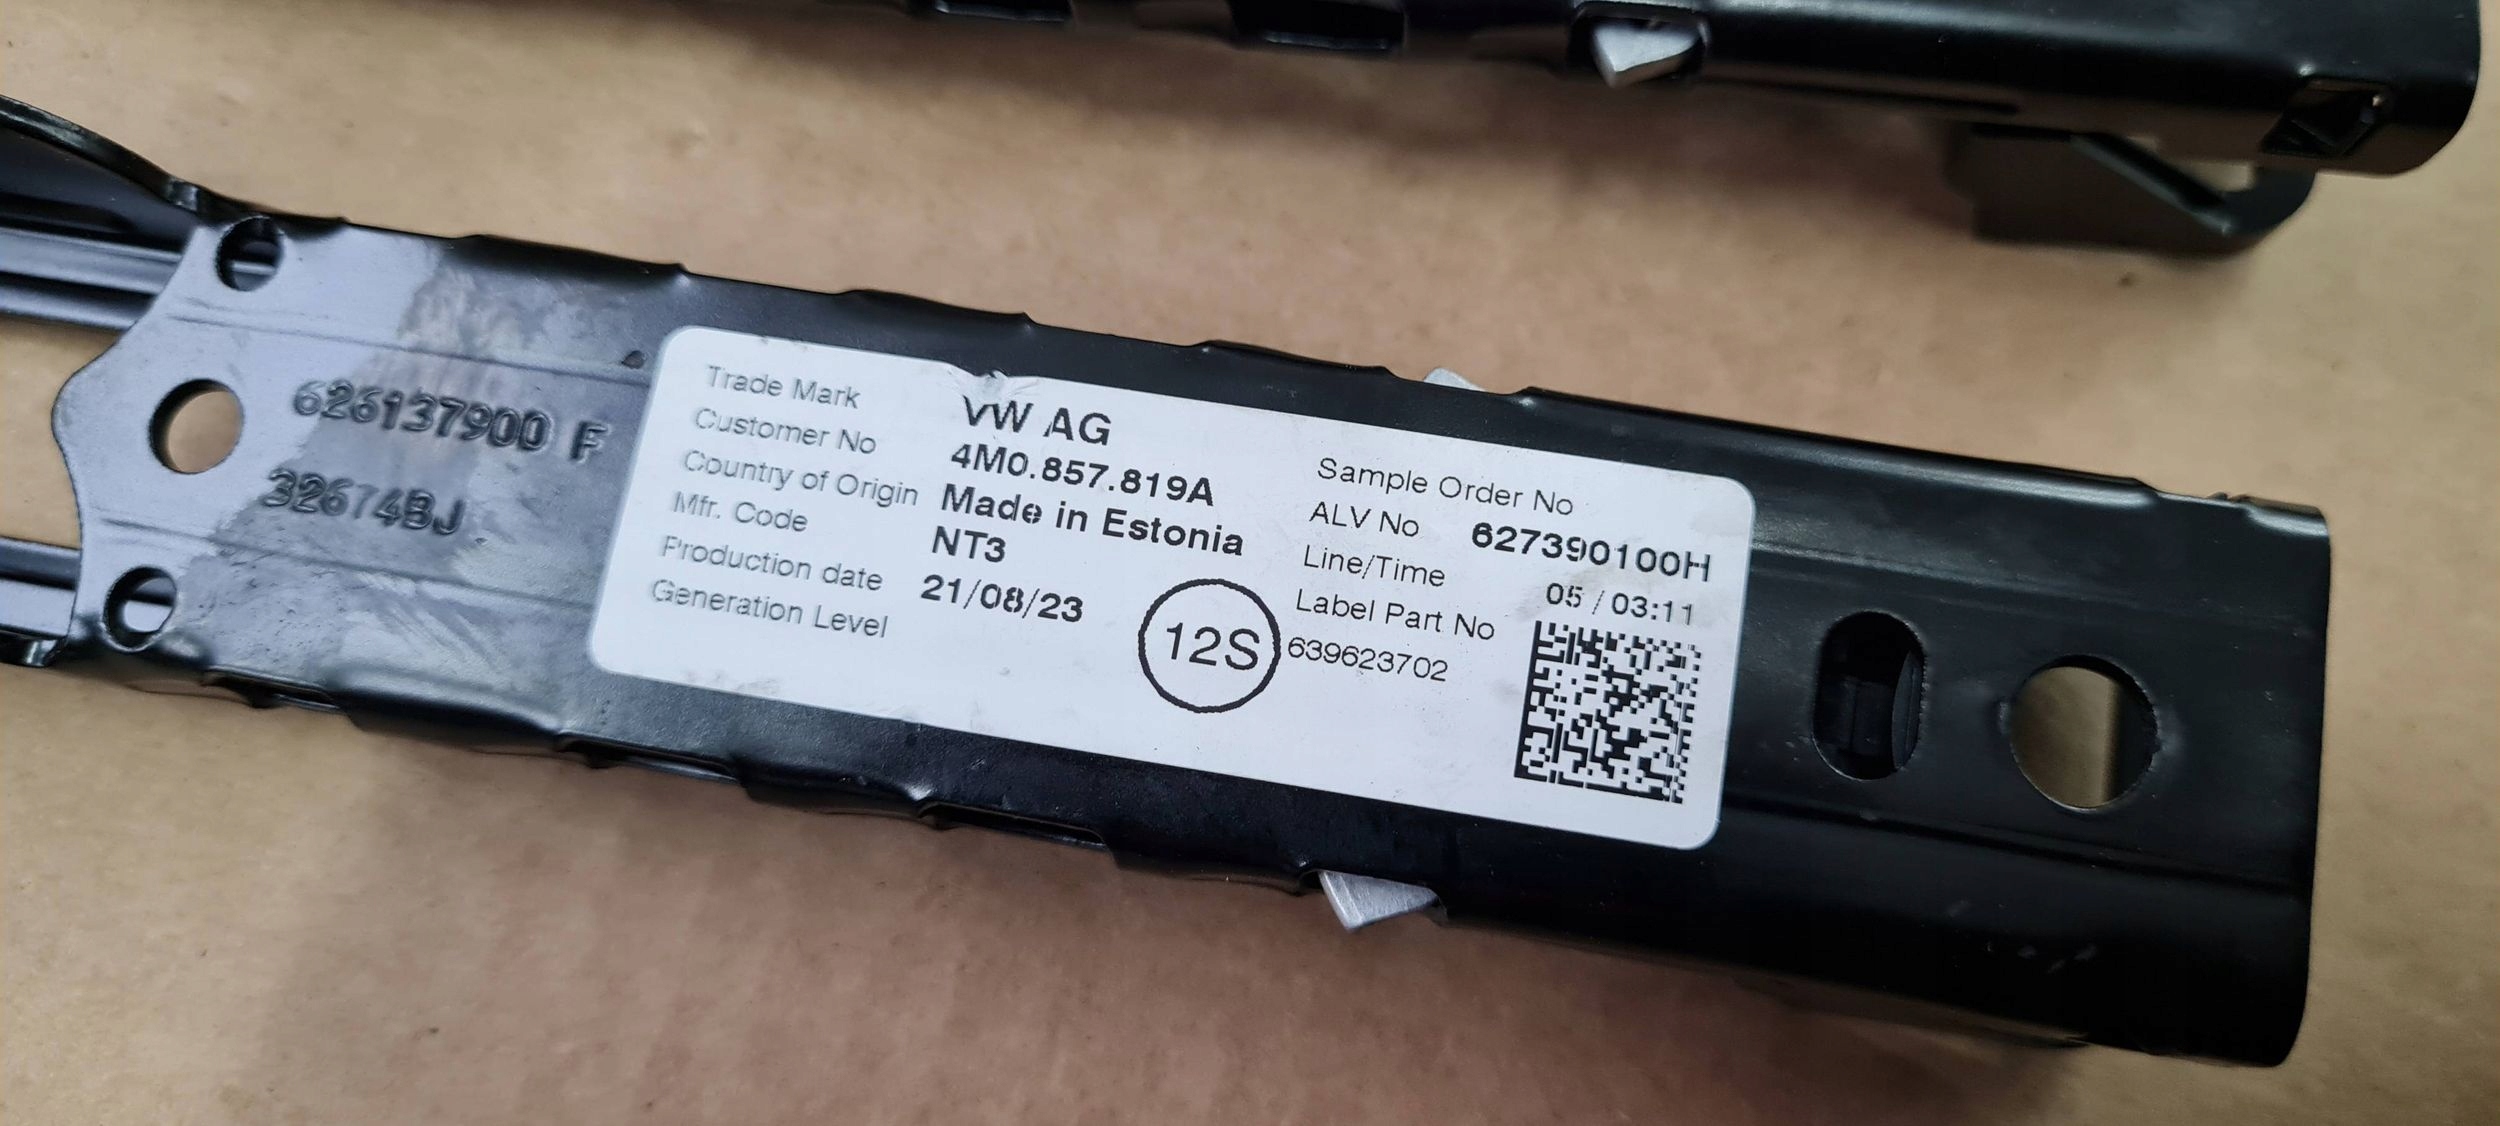 626137900 F
32674BJ
Trade Mark VW AG
Customer No 4M0.857.819A
Country of Origin Made in Estonia
Mfr. Code NT3
Production date 21/08/23
Generation Level
12S
Sample Order No
ALV No 627390100H
Line/Time 05 / 03:11
Label Part No
639623702